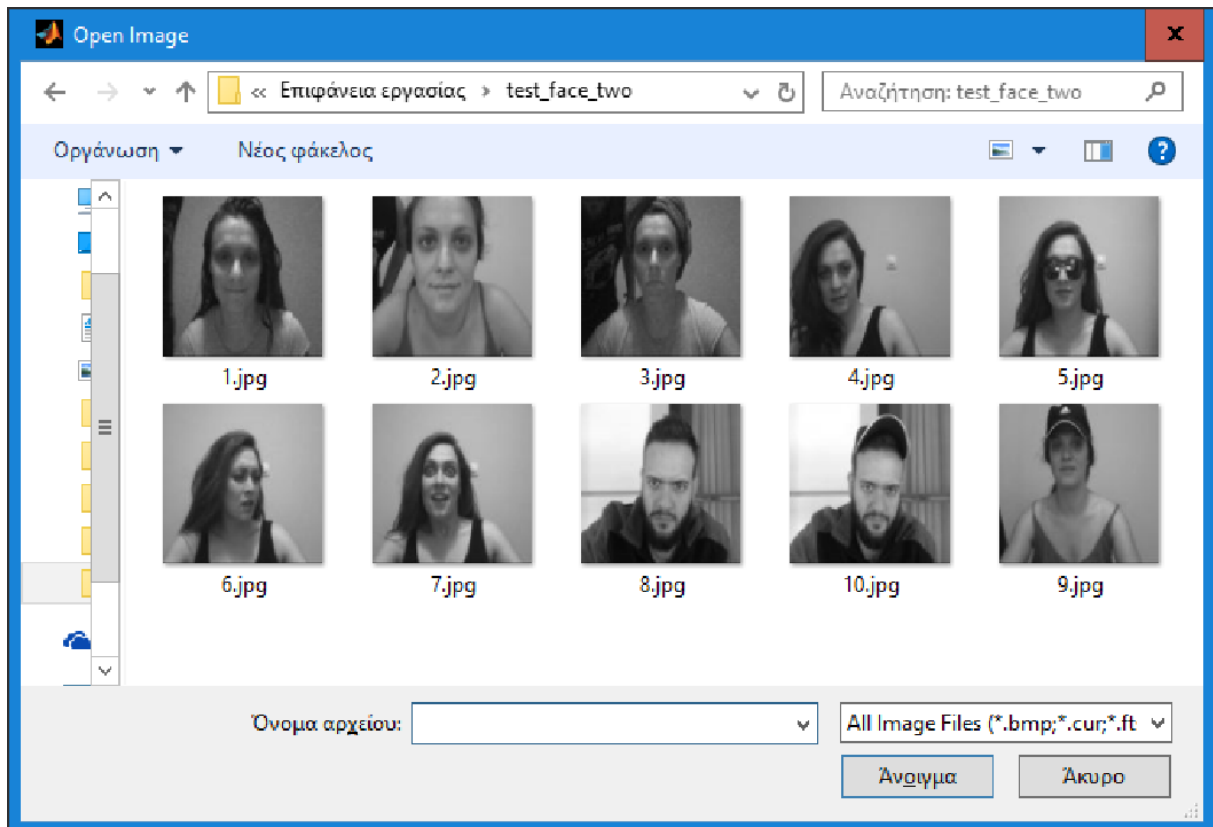 Open Image
« Επιφάνεια εργασίας › test_face_two
Αναζήτηση: test_face_two
Οργάνωση
Νέος φάκελος
?
1.jpg 2.jpg 3.jpg 4.jpg 5.jpg
6.jpg 7.jpg 8.jpg 10.jpg 9.jpg
Όνομα αρχείου:
All Image Files (*.bmp;*.cur;*.ft
Άνοιγμα Άκυρο